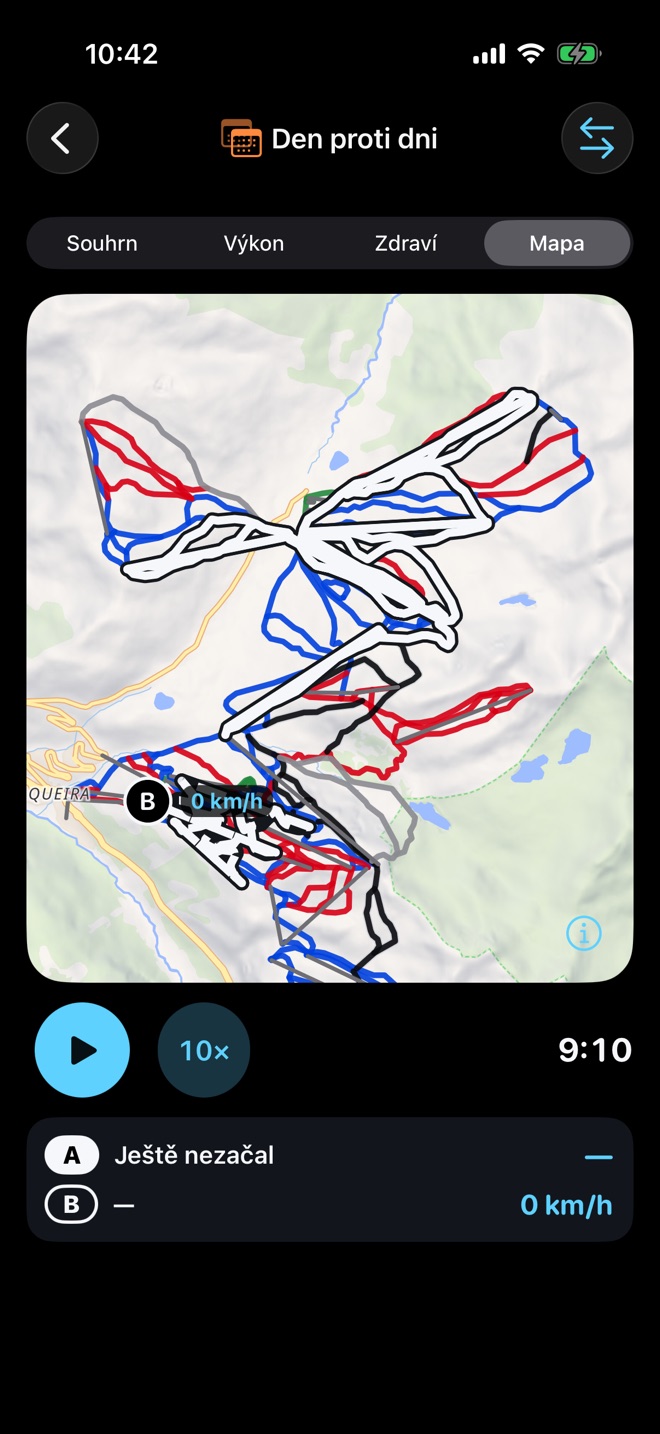 10:42
Den proti dni
Souhrn
Výkon
Zdraví
Mapa
QUEIRA
B
0 km/h
10×
9:10
A Ještě nezačal —
B — 0 km/h